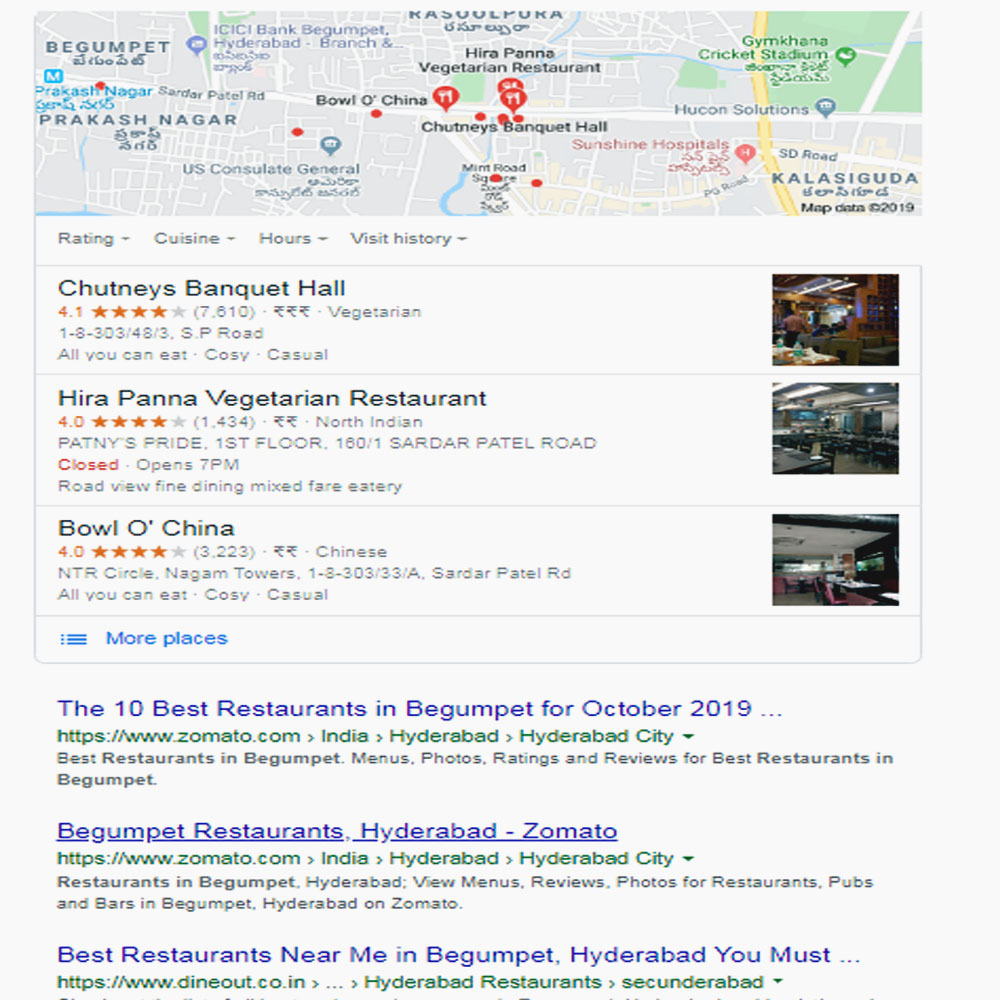 RASOOLPURA
రసూల్పురా
BEGUMPET
బేగంపేట్
ICICI Bank Begumpet,
Hyderabad - Branch &...
Hira Panna
Vegetarian Restaurant
Gymkhana
Cricket Stadium
M
Prakash Nagar
ప్రకాష్ నగర్
Sardar Patel Rd
Bowl O' China
Hucon Solutions
PRAKASH NAGAR
ప్రకాష్
నగర్
Chutneys Banquet Hall
Sunshine Hospitals
H
US Consulate General
Mint Road
Square
SD Road
PG Road
KALASIGUDA
కలాసిగూడ
Map data ©2019
Rating
Cuisine
Hours
Visit history
Chutneys Banquet Hall
4.1 ★★★★★ (7,610) · ₹₹₹ · Vegetarian
1-8-303/48/3, S.P Road
All you can eat · Cosy · Casual
Hira Panna Vegetarian Restaurant
4.0 ★★★★★ (1,434) · ₹₹ · North Indian
PATNY'S PRIDE, 1ST FLOOR, 160/1 SARDAR PATEL ROAD
Closed · Opens 7PM
Road view fine dining mixed fare eatery
Bowl O' China
4.0 ★★★★★ (3,223) · ₹₹ · Chinese
NTR Circle, Nagam Towers, 1-8-303/33/A, Sardar Patel Rd
All you can eat · Cosy · Casual
More places
The 10 Best Restaurants in Begumpet for October 2019 ...
https://www.zomato.com › India › Hyderabad › Hyderabad City
Best Restaurants in Begumpet. Menus, Photos, Ratings and Reviews for Best Restaurants in
Begumpet.
Begumpet Restaurants, Hyderabad - Zomato
https://www.zomato.com › India › Hyderabad › Hyderabad City
Restaurants in Begumpet, Hyderabad; View Menus, Reviews, Photos for Restaurants, Pubs
and Bars in Begumpet, Hyderabad on Zomato.
Best Restaurants Near Me in Begumpet, Hyderabad You Must ...
https://www.dineout.co.in › ... › Hyderabad Restaurants › secunderabad